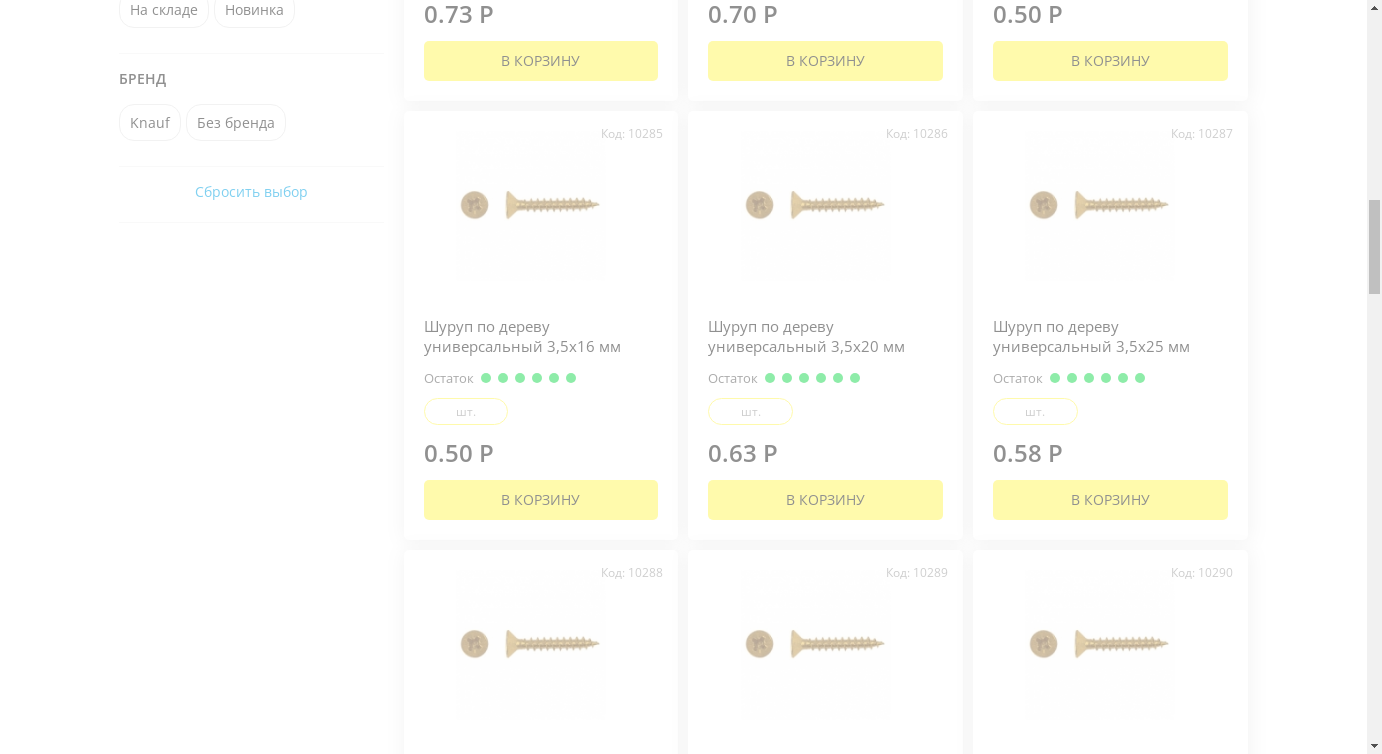 На складе
Новинка
БРЕНД
Knauf
Без бренда
Сбросить выбор
0.73 Р
0.70 Р
0.50 Р
В КОРЗИНУ
В КОРЗИНУ
В КОРЗИНУ
Код: 10285
Шуруп по дереву
универсальный 3,5х16 мм
Остаток
шт.
0.50 Р
В КОРЗИНУ
Код: 10286
Шуруп по дереву
универсальный 3,5х20 мм
Остаток
шт.
0.63 Р
В КОРЗИНУ
Код: 10287
Шуруп по дереву
универсальный 3,5х25 мм
Остаток
шт.
0.58 Р
В КОРЗИНУ
Код: 10288
Код: 10289
Код: 10290